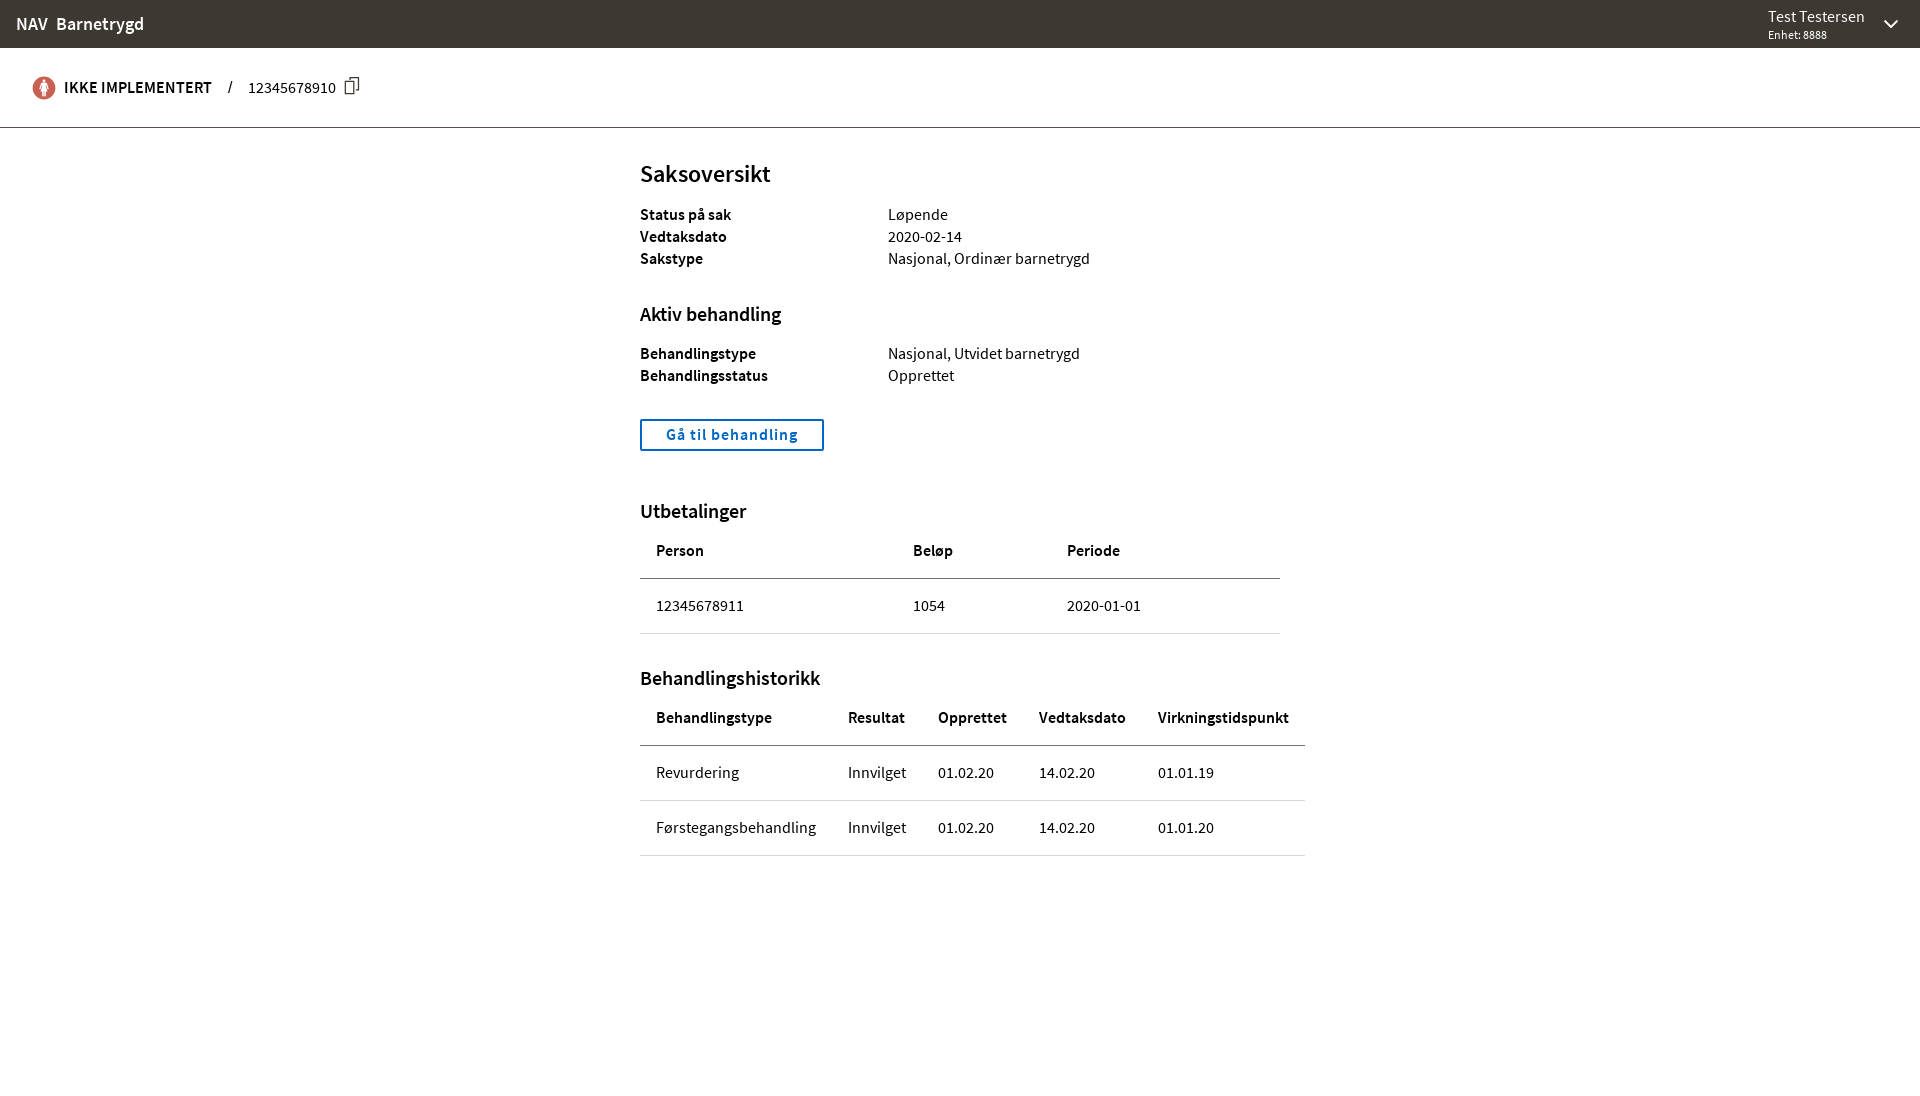 NAV Barnetrygd
Test Testersen
Enhet: 8888
IKKE IMPLEMENTERT / 12345678910
Saksoversikt
Status på sak Løpende
Vedtaksdato 2020-02-14
Sakstype Nasjonal, Ordinær barnetrygd
Aktiv behandling
Behandlingstype Nasjonal, Utvidet barnetrygd
Behandlingsstatus Opprettet
Gå til behandling
Utbetalinger
Person Beløp Periode
12345678911 1054 2020-01-01
Behandlingshistorikk
Behandlingstype Resultat Opprettet Vedtaksdato Virkningstidspunkt
Revurdering Innvilget 01.02.20 14.02.20 01.01.19
Førstegangsbehandling Innvilget 01.02.20 14.02.20 01.01.20